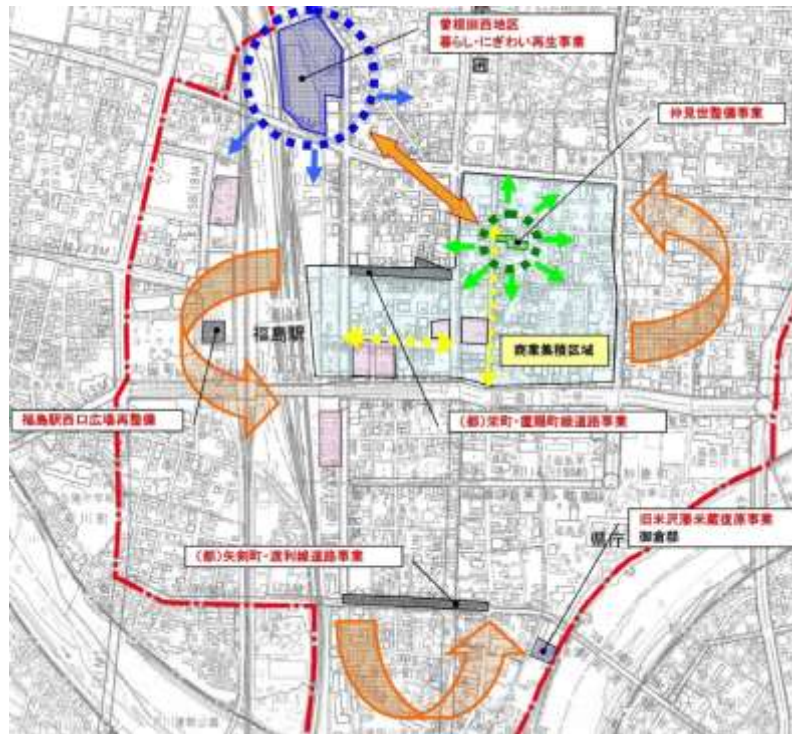 曽根田西地区
暮らし・にぎわい再生事業
仲見世整備事業
福島駅
商業集積区域
福島駅西口広場再整備
(都)栄町・置賜町線道路事業
旧米沢藩米蔵復原事業
御倉邸
県庁
(都)矢剣町・渡利線道路事業